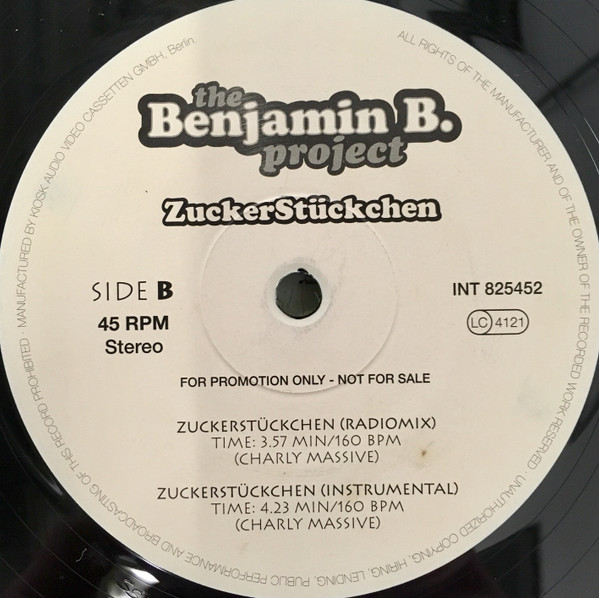 the
Benjamin B.
project
ZuckerStückchen
SIDE B
45 RPM
Stereo
INT 825452
LC 4121
FOR PROMOTION ONLY - NOT FOR SALE
ZUCKERSTÜCKCHEN (RADIOMIX)
TIME: 3.57 MIN/160 BPM
(CHARLY MASSIVE)
ZUCKERSTÜCKCHEN (INSTRUMENTAL)
TIME: 4.23 MIN/160 BPM
(CHARLY MASSIVE)
ALL RIGHTS OF THE MANUFACTURER AND OF THE OWNER OF THE RECORDED WORK RESERVED · UNAUTHORIZED COPYING, HIRING, LENDING, PUBLIC PERFORMANCE AND BROADCASTING OF THIS RECORD PROHIBITED · MANUFACTURED BY KIOSK AUDIO VIDEO CASSETTEN GMBH, Berlin.